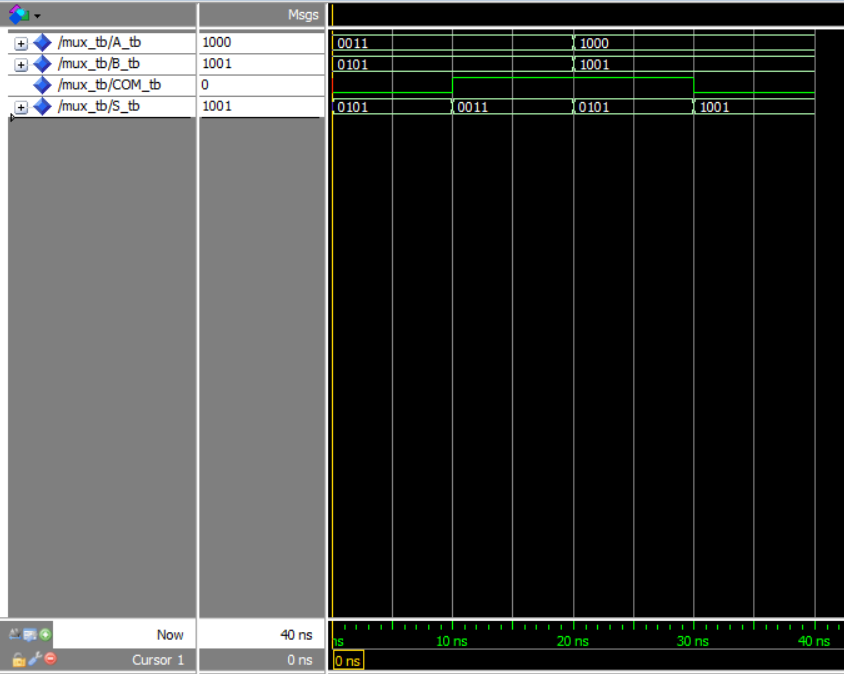 Msgs
/mux_tb/A_tb 1000 0011 1000
/mux_tb/B_tb 1001 0101 1001
/mux_tb/COM_tb 0
/mux_tb/S_tb 1001 0101 0011 0101 1001
Now 40 ns ns 10 ns 20 ns 30 ns 40 ns
Cursor 1 0 ns 0 ns